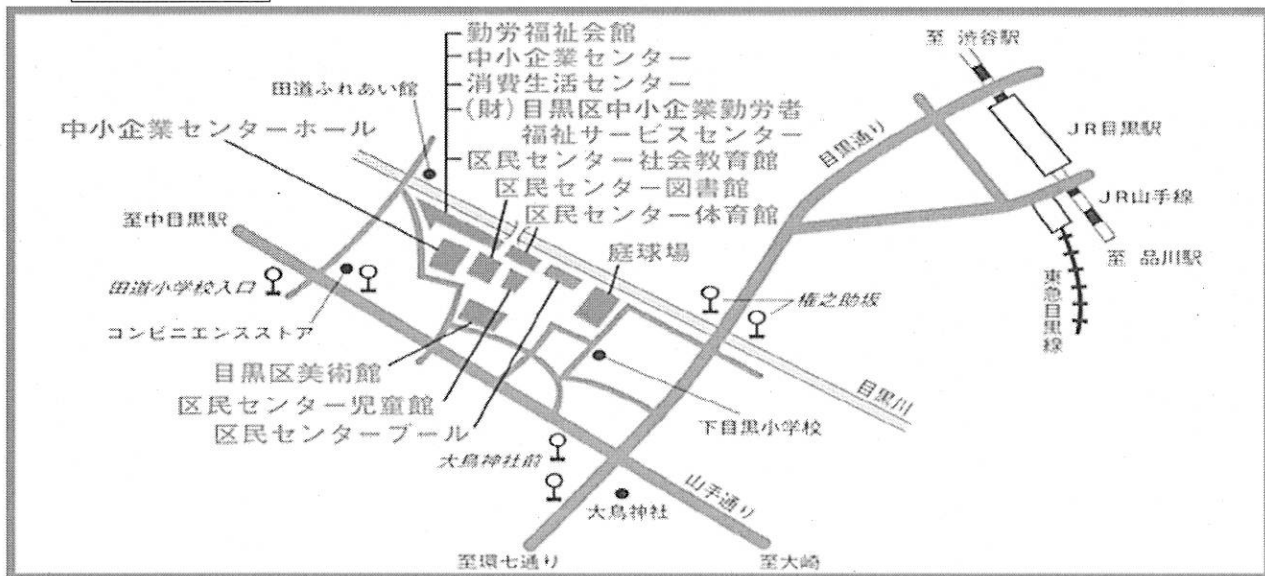 勤労福祉会館
中小企業センター
消費生活センター
(財)目黒区中小企業勤労者
福祉サービスセンター
区民センター社会教育館
区民センター図書館
区民センター体育館
庭球場
田道ふれあい館
中小企業センターホール
至中目黒駅
田道小学校入口
コンビニエンスストア
目黒区美術館
区民センター児童館
区民センタープール
大鳥神社前
下目黒小学校
大鳥神社
山手通り
至環七通り
至大崎
目黒川
権之助坂
目黒通り
至 渋谷駅
JR目黒駅
JR山手線
至 品川駅
東急目黒線